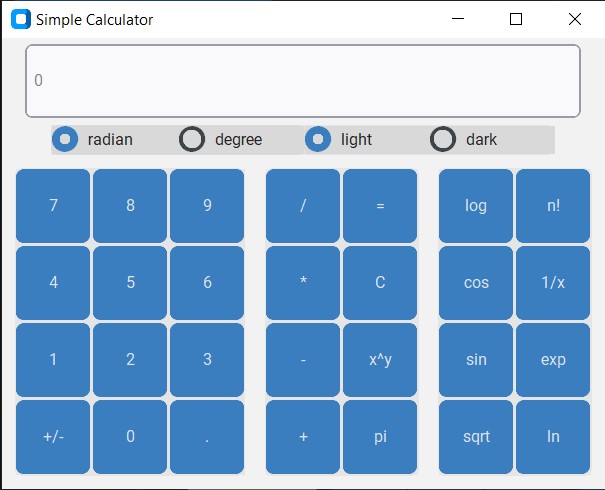 Simple Calculator
0
radian degree light dark
7 8 9 / = log n!
4 5 6 * C cos 1/x
1 2 3 - x^y sin exp
+/- 0 . + pi sqrt ln